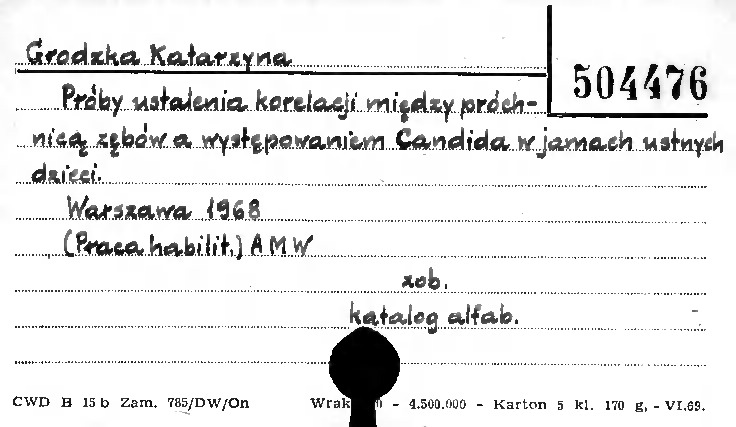 Grodzka Katarzyna
504476
Próby ustalenia korelacji między próch-
nicą zębów a występowaniem Candida w jamach ustnych
dzieci.
Warszawa 1968
(Praca habilit.) AMW
zob.
katalog alfab.
CWD B 15b Zam. 785/DW/On - 4.500.000 - Karton 5 kl. 170 g, - VI.69.